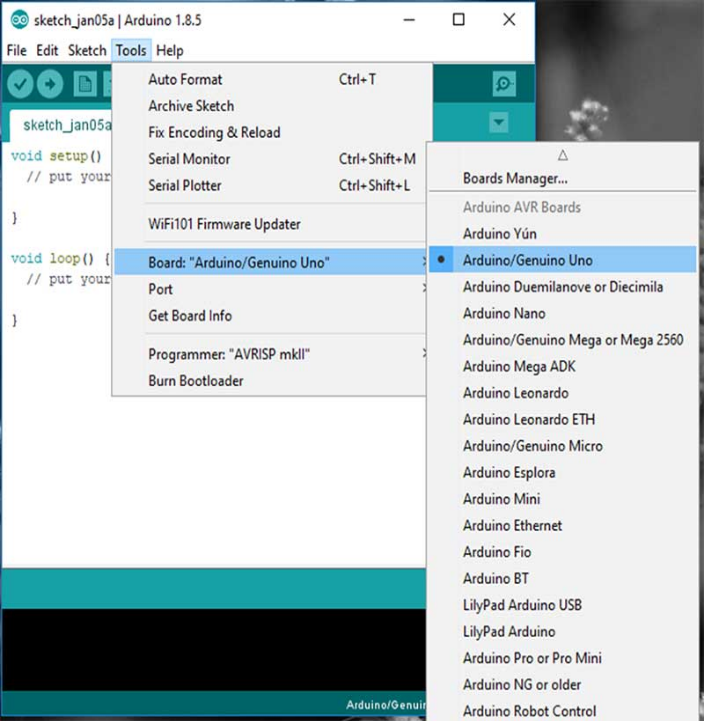 sketch_jan05a | Arduino 1.8.5
File Edit Sketch Tools Help
sketch_jan05a
void setup()
// put your
}
void loop() {
// put your
}
Auto Format Ctrl+T
Archive Sketch
Fix Encoding & Reload
Serial Monitor Ctrl+Shift+M
Serial Plotter Ctrl+Shift+L
WiFi101 Firmware Updater
Board: "Arduino/Genuino Uno"
Port
Get Board Info
Programmer: "AVRISP mkII"
Burn Bootloader
Boards Manager...
Arduino AVR Boards
Arduino Yún
Arduino/Genuino Uno
Arduino Duemilanove or Diecimila
Arduino Nano
Arduino/Genuino Mega or Mega 2560
Arduino Mega ADK
Arduino Leonardo
Arduino Leonardo ETH
Arduino/Genuino Micro
Arduino Esplora
Arduino Mini
Arduino Ethernet
Arduino Fio
Arduino BT
LilyPad Arduino USB
LilyPad Arduino
Arduino Pro or Pro Mini
Arduino NG or older
Arduino Robot Control
Arduino/Genui